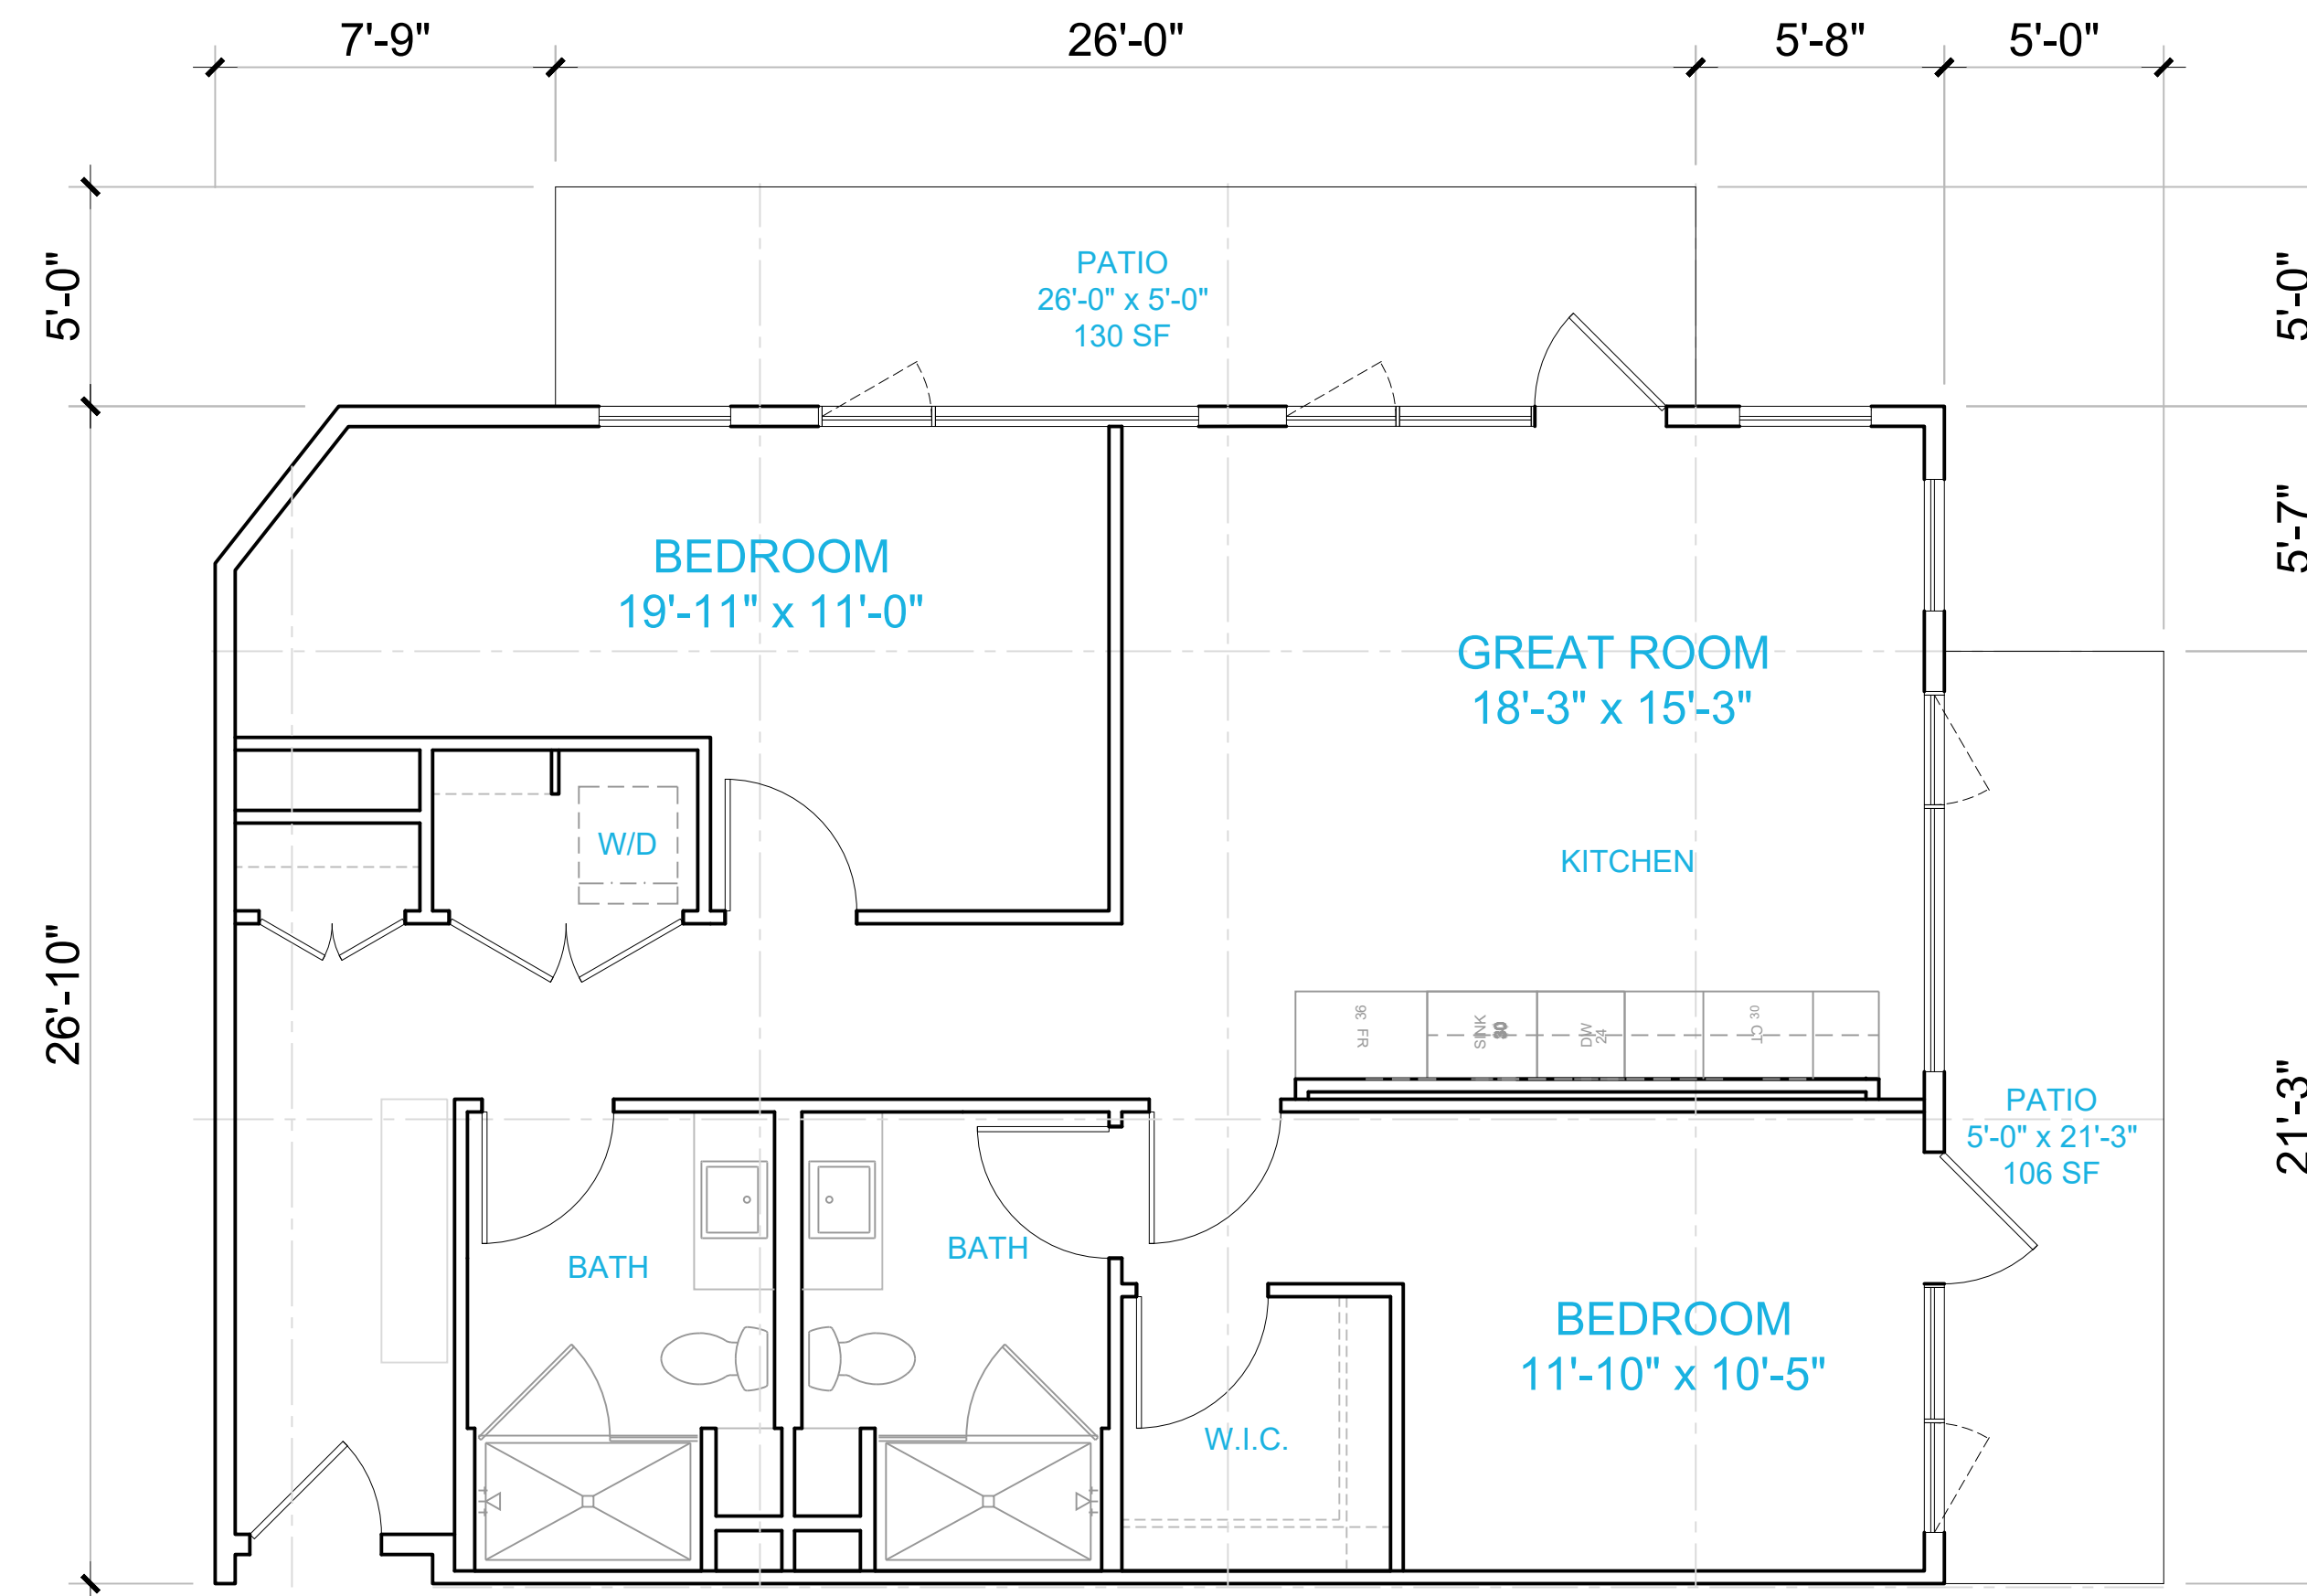 7'-9"
26'-0"
5'-8"
5'-0"
5'-0"
PATIO
26'-0" x 5'-0"
130 SF
5'-0"
5'-7"
BEDROOM
19'-11" x 11'-0"
GREAT ROOM
18'-3" x 15'-3"
W/D
KITCHEN
26'-10"
FR 36
SINK
30
DW
24
CT 30
PATIO
5'-0" x 21'-3"
106 SF
21'-3"
BATH
BATH
BEDROOM
11'-10" x 10'-5"
W.I.C.